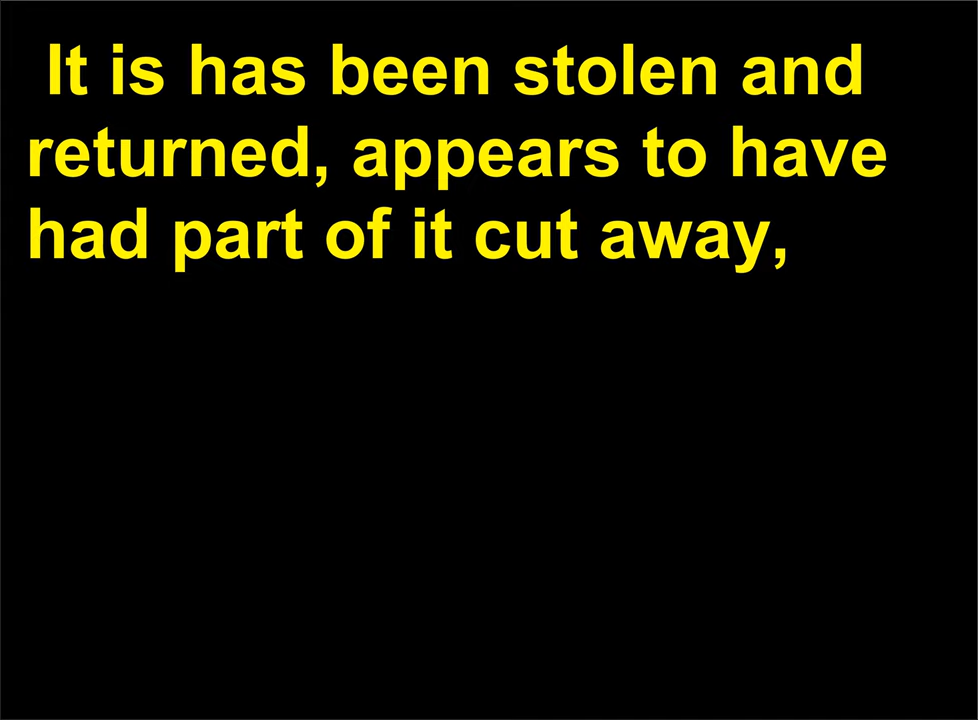 It is has been stolen and
returned, appears to have
had part of it cut away,